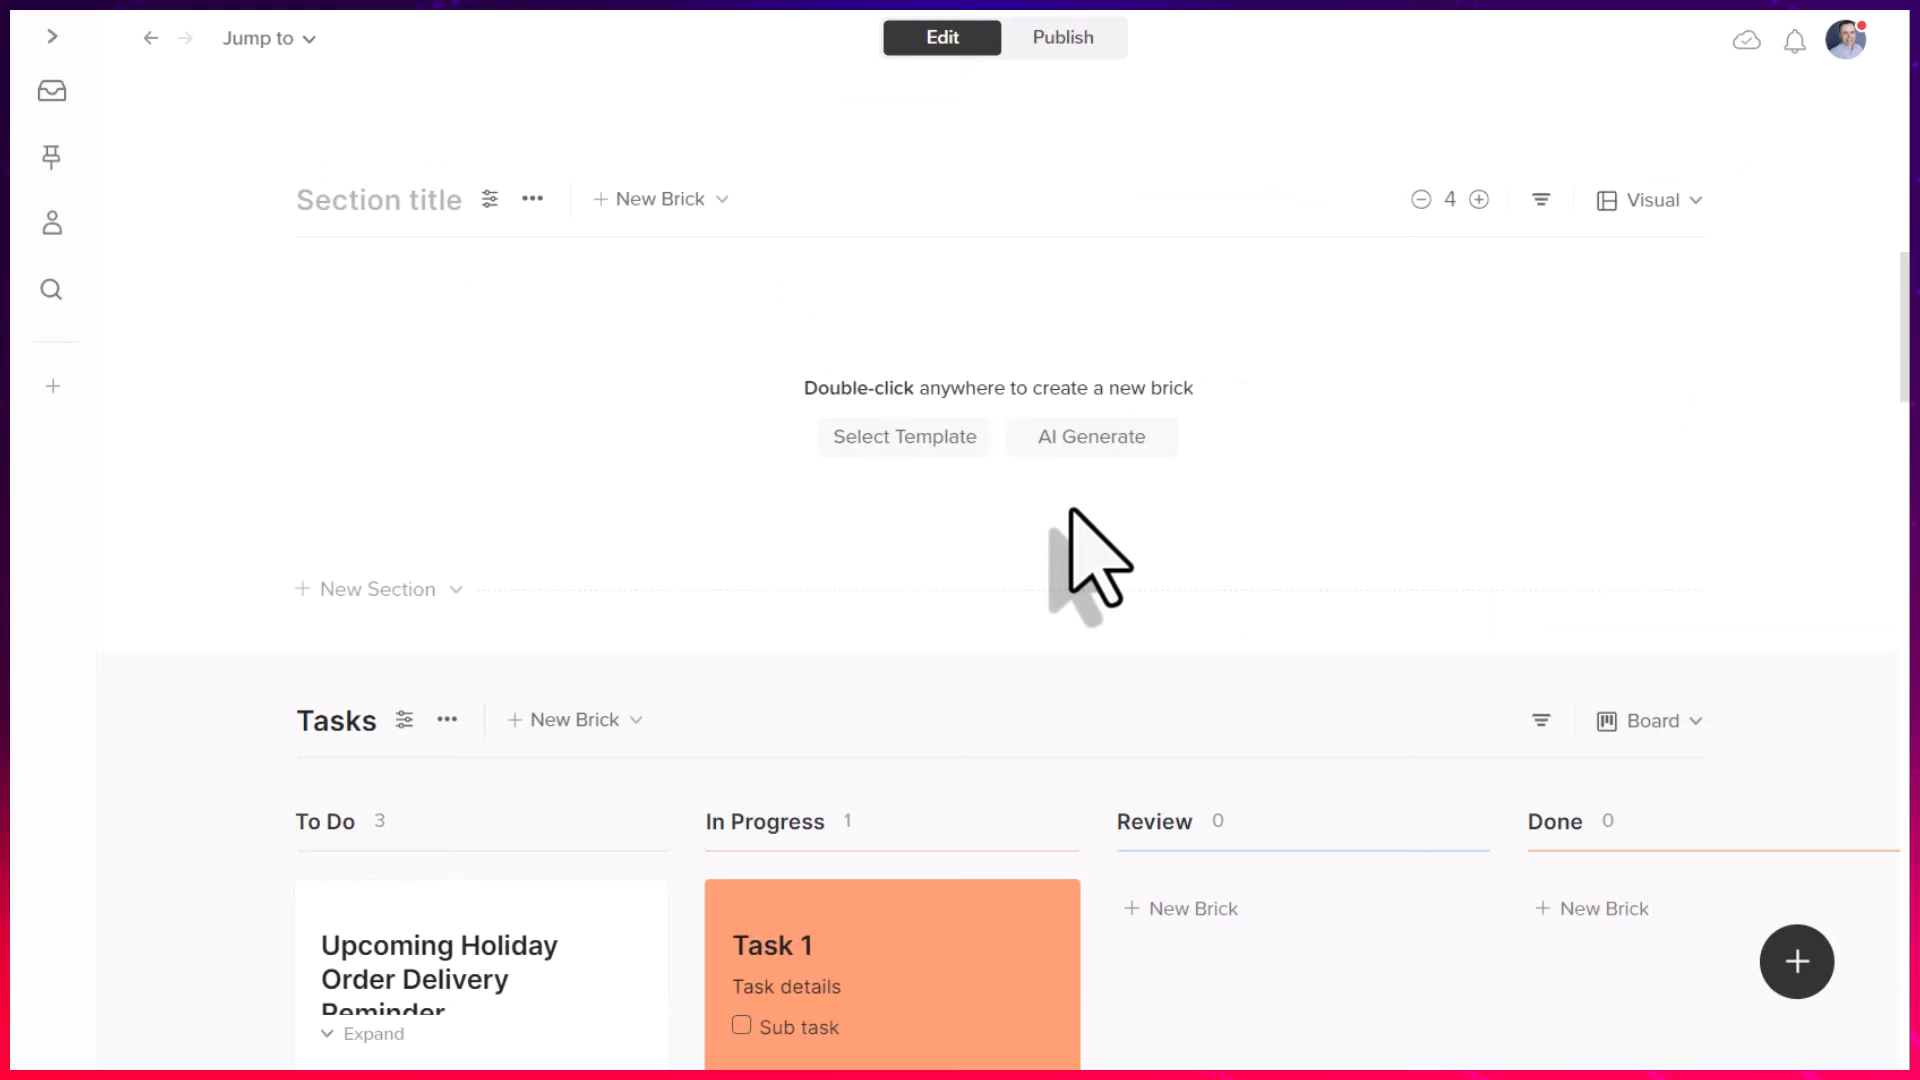 Jump to
Edit
Publish
Section title
New Brick
4
Visual
Double-click anywhere to create a new brick
Select Template
AI Generate
New Section
Tasks
New Brick
Board
To Do 3
In Progress 1
Review 0
Done 0
Upcoming Holiday
Order Delivery
Reminder
Expand
Task 1
Task details
Sub task
New Brick
New Brick